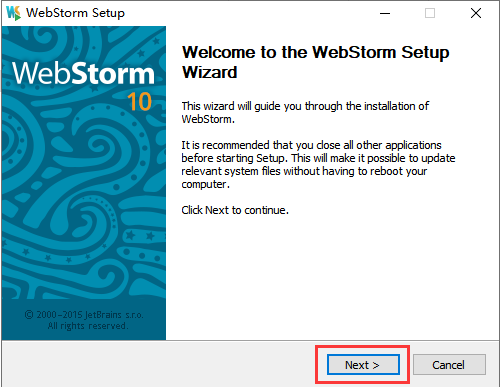 WebStorm Setup
WebStorm
10
© 2000-2015 JetBrains s.r.o.
All rights reserved.
Welcome to the WebStorm Setup
Wizard
This wizard will guide you through the installation of
WebStorm.
It is recommended that you close all other applications
before starting Setup. This will make it possible to update
relevant system files without having to reboot your
computer.
Click Next to continue.
Next >
Cancel